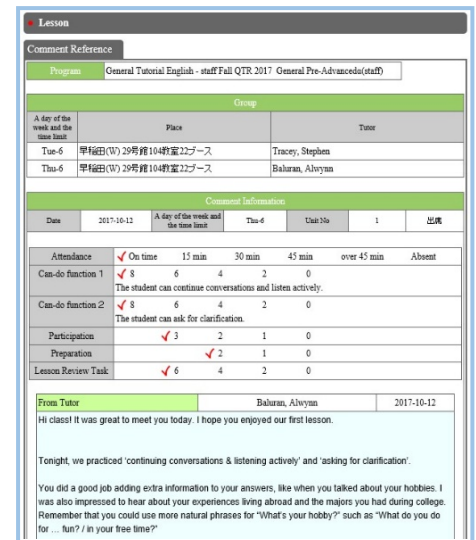 Lesson
Comment Reference
Program General Tutorial English - staff Fall QTR 2017 General Pre-Advancedα(staff)
Group
A day of the week and the time limit Place Tutor
Tue-6 早稲田(W) 29号館104教室22ブース Tracey, Stephen
Thu-6 早稲田(W) 29号館104教室22ブース Baluran, Alwynn
Comment Information
Date 2017-10-12 A day of the week and the time limit Thu-6 Unit No 1 出席
Attendance On time 15 min 30 min 45 min over 45 min Absent
Can-do function 1 8 6 4 2 0
The student can continue conversations and listen actively.
Can-do function 2 8 6 4 2 0
The student can ask for clarification.
Participation 3 2 1 0
Preparation 2 1 0
Lesson Review Task 6 4 2 0
From Tutor Baluran, Alwynn 2017-10-12
Hi class! It was great to meet you today. I hope you enjoyed our first lesson.
Tonight, we practiced 'continuing conversations & listening actively' and 'asking for clarification'.
You did a good job adding extra information to your answers, like when you talked about your hobbies. I
was also impressed to hear about your experiences living abroad and the majors you had during college.
Remember that you could use more natural phrases for "What's your hobby?" such as "What do you do
for ... fun? / in your free time?"